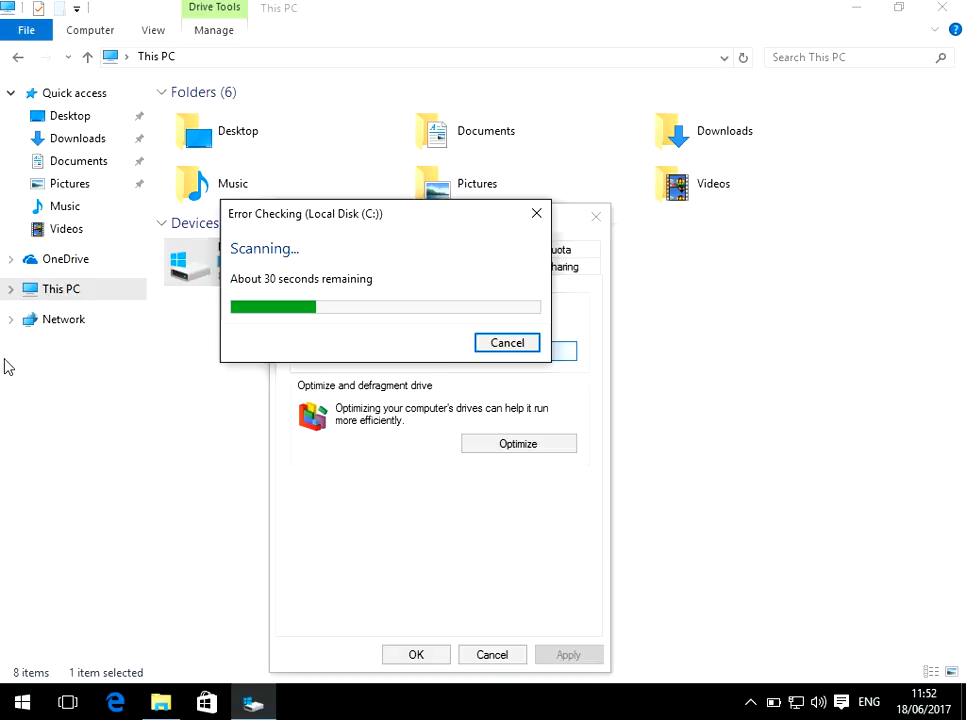 Drive Tools
This PC
File
Computer
View
Manage
This PC
Search This PC
Quick access
Desktop
Downloads
Documents
Pictures
Music
Videos
OneDrive
This PC
Network
Folders (6)
Desktop
Documents
Downloads
Music
Pictures
Videos
Devices
Error Checking (Local Disk (C:))
Scanning...
About 30 seconds remaining
Cancel
Optimize and defragment drive
Optimizing your computer's drives can help it run
more efficiently.
Optimize
OK
Cancel
Apply
8 items
1 item selected
ENG
11:52
18/06/2017